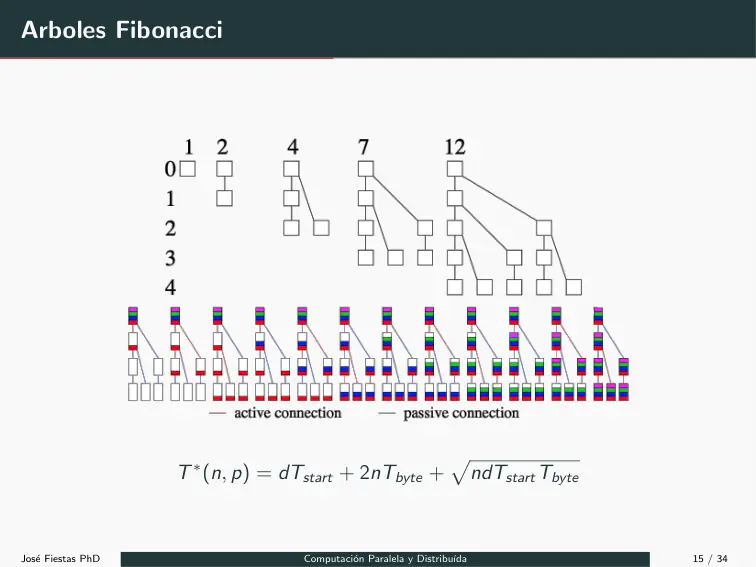 Arboles Fibonacci
1 2 4 7 12
0
1
2
3
4
active connection passive connection
T*(n, p) = dT_start + 2nT_byte + √(ndT_start T_byte)
José Fiestas PhD Computación Paralela y Distribuída 15 / 34